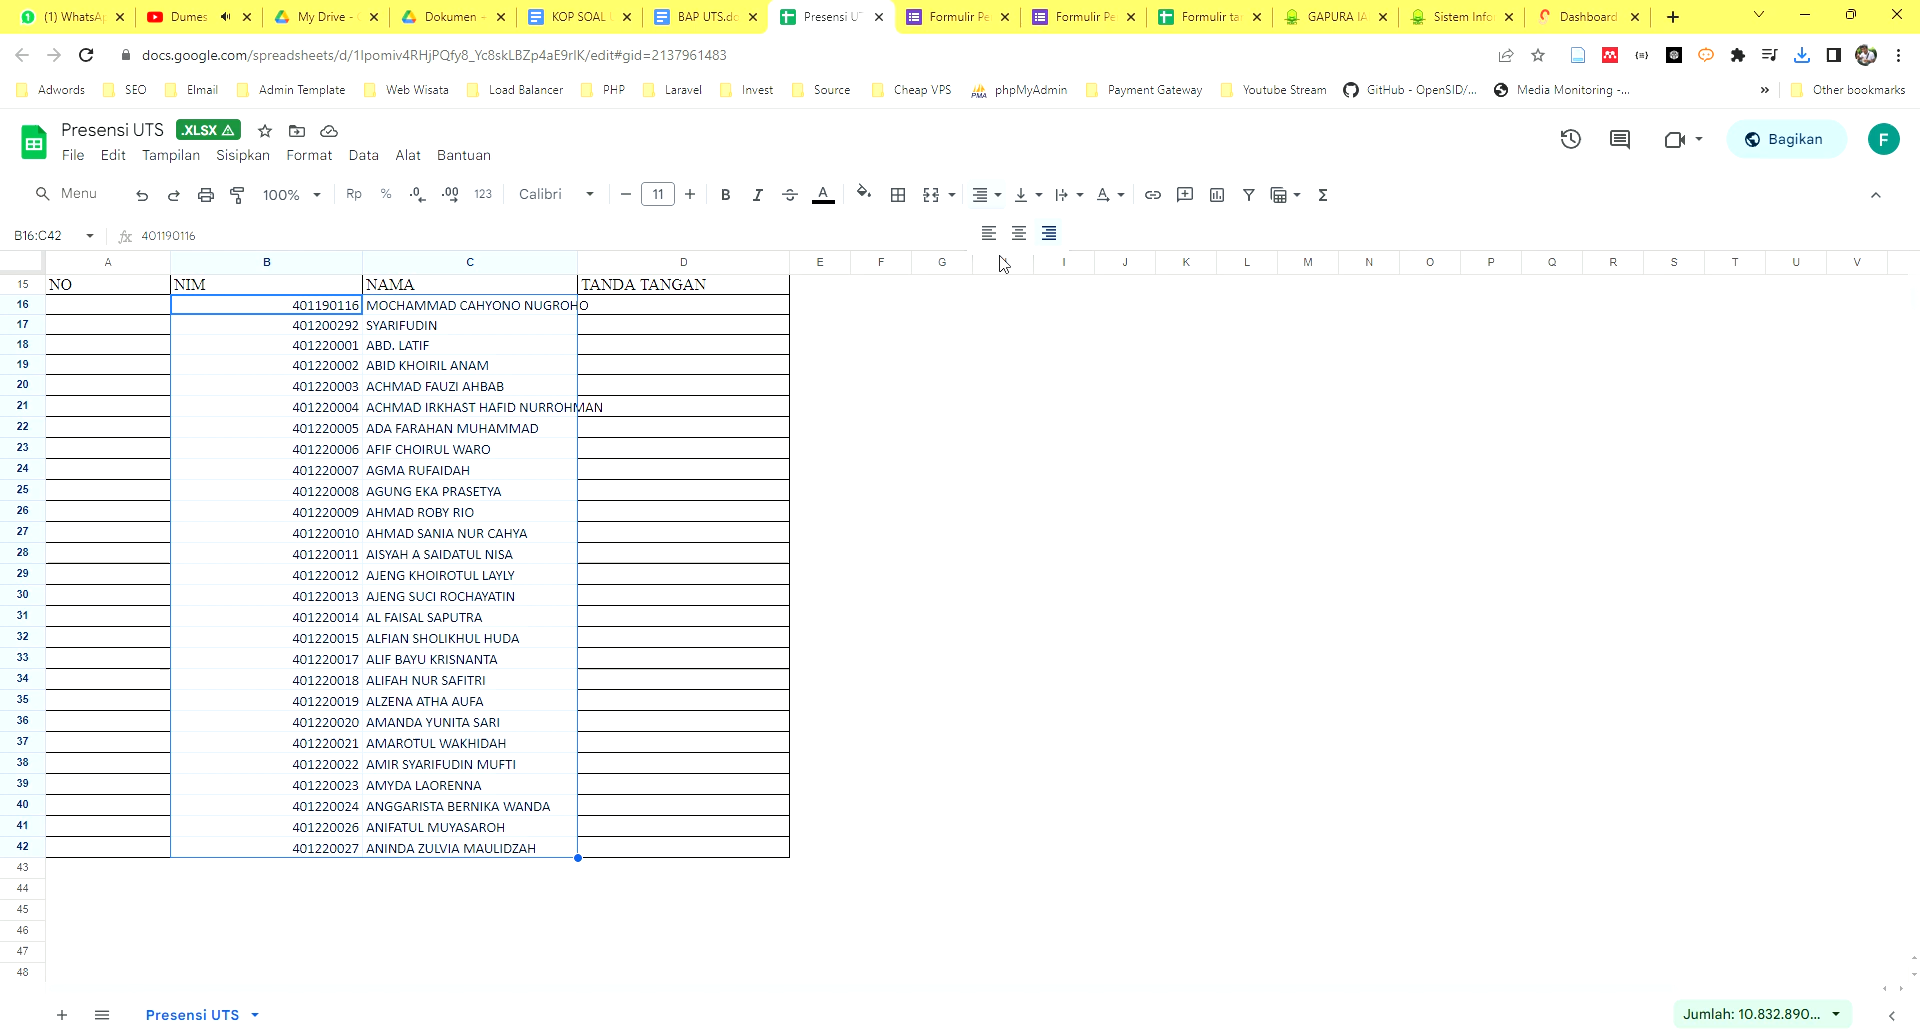 (1) WhatsA
Dumes
My Drive -
Dokumen -
KOP SOAL
BAP UTS.dc
Presensi U
Formulir Pe
Formulir Pe
Formulir ta
GAPURA IA
Sistem Info
Dashboard
docs.google.com/spreadsheets/d/1Ipomiv4RHjPQfy8_Yc8skLBZp4aE9rIK/edit#gid=2137961483
Adwords SEO Elmail Admin Template Web Wisata Load Balancer PHP Laravel Invest Source Cheap VPS phpMyAdmin Payment Gateway Youtube Stream GitHub - OpenSID/... Media Monitoring -... » Other bookmarks
Presensi UTS .XLSX
File Edit Tampilan Sisipkan Format Data Alat Bantuan
Bagikan F
Menu 100% Rp % .0 .00 123 Calibri 11 B I A Σ
B16:C42 fx 401190116
A B C D E F G I J K L M N O P Q R S T U V
15 NO NIM NAMA TANDA TANGAN
16 401190116 MOCHAMMAD CAHYONO NUGROHO
17 401200292 SYARIFUDIN
18 401220001 ABD. LATIF
19 401220002 ABID KHOIRIL ANAM
20 401220003 ACHMAD FAUZI AHBAB
21 401220004 ACHMAD IRKHAST HAFID NURROHMAN
22 401220005 ADA FARAHAN MUHAMMAD
23 401220006 AFIF CHOIRUL WARO
24 401220007 AGMA RUFAIDAH
25 401220008 AGUNG EKA PRASETYA
26 401220009 AHMAD ROBY RIO
27 401220010 AHMAD SANIA NUR CAHYA
28 401220011 AISYAH A SAIDATUL NISA
29 401220012 AJENG KHOIROTUL LAYLY
30 401220013 AJENG SUCI ROCHAYATIN
31 401220014 AL FAISAL SAPUTRA
32 401220015 ALFIAN SHOLIKHUL HUDA
33 401220017 ALIF BAYU KRISNANTA
34 401220018 ALIFAH NUR SAFITRI
35 401220019 ALZENA ATHA AUFA
36 401220020 AMANDA YUNITA SARI
37 401220021 AMAROTUL WAKHIDAH
38 401220022 AMIR SYARIFUDIN MUFTI
39 401220023 AMYDA LAORENNA
40 401220024 ANGGARISTA BERNIKA WANDA
41 401220026 ANIFATUL MUYASAROH
42 401220027 ANINDA ZULVIA MAULIDZAH
43
44
45
46
47
48
Presensi UTS
Jumlah: 10.832.890...